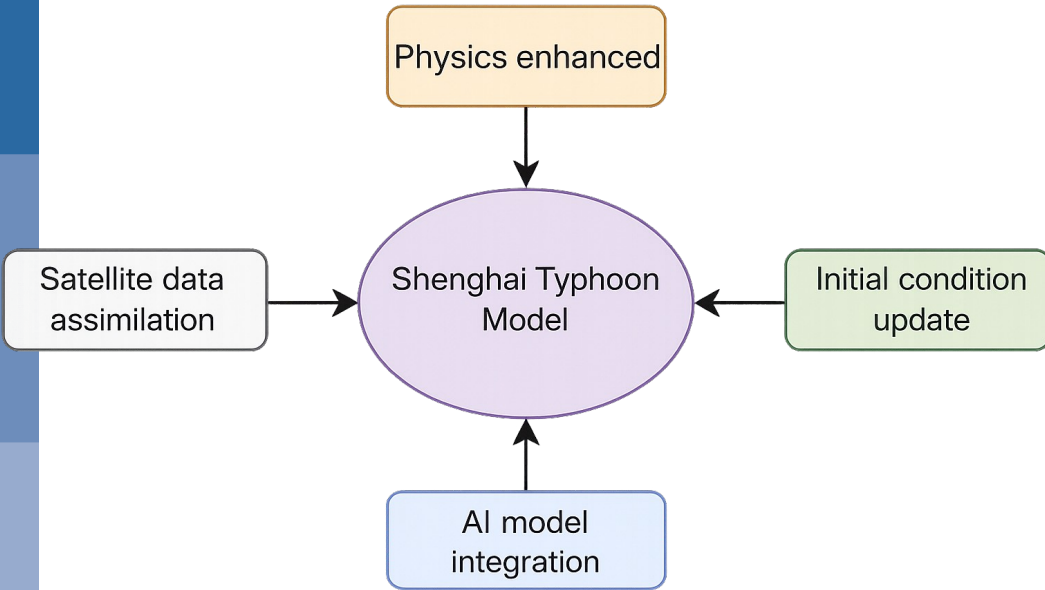 Physics enhanced
Satellite data
assimilation
Shenghai Typhoon
Model
Initial condition
update
AI model
integration